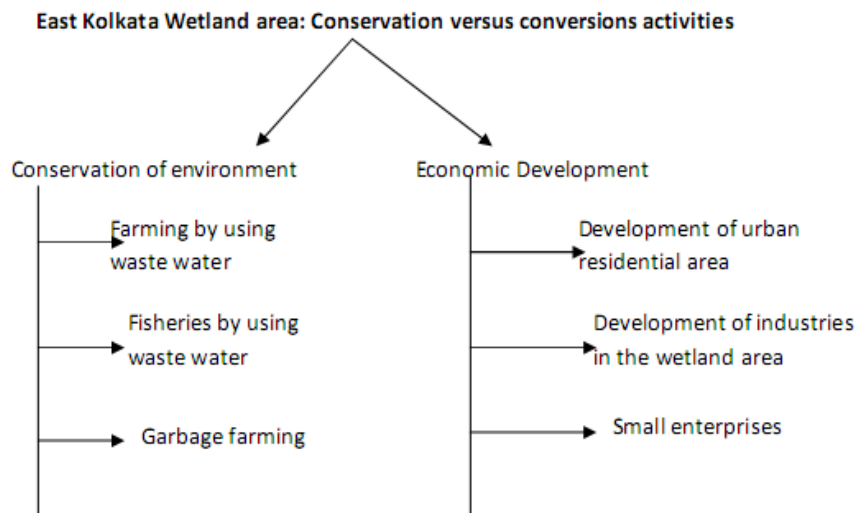 East Kolkata Wetland area: Conservation versus conversions activities
Conservation of environment
Farming by using
waste water
Fisheries by using
waste water
Garbage farming
Economic Development
Development of urban
residential area
Development of industries
in the wetland area
Small enterprises